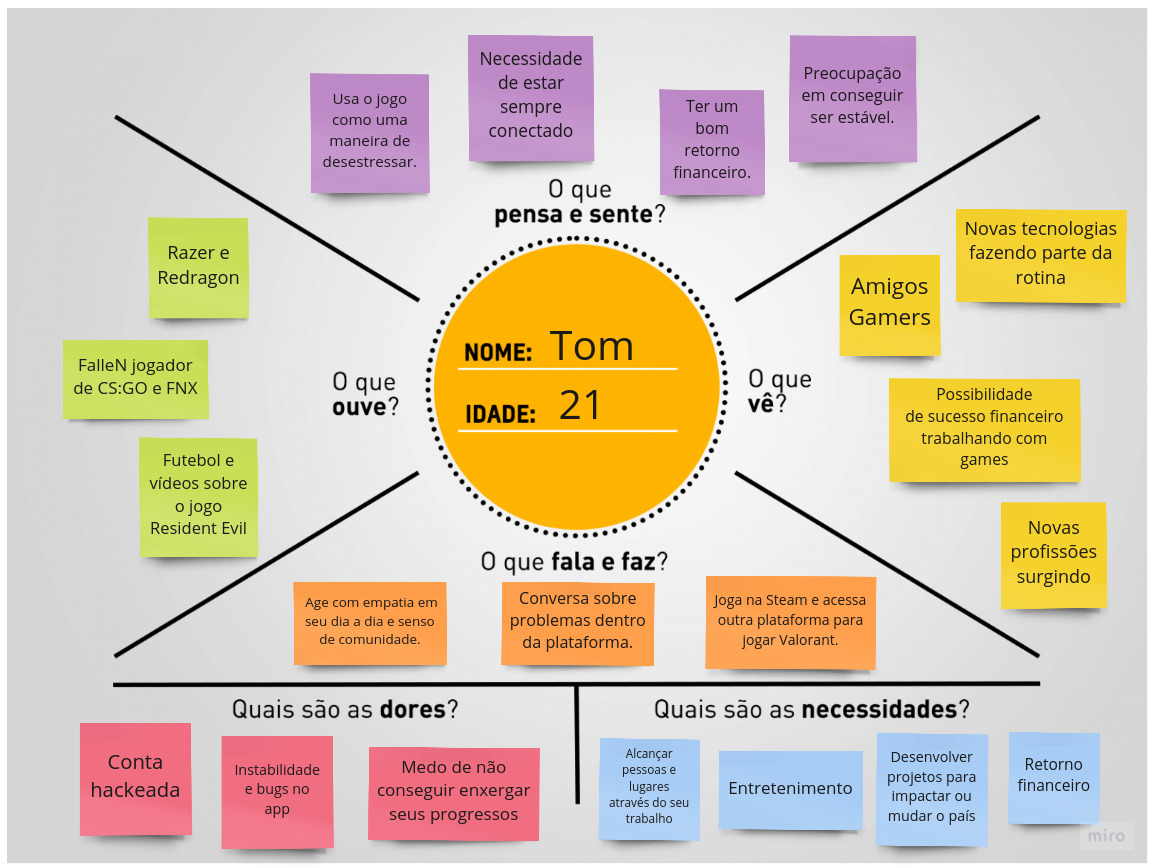 Usa o jogo
como uma
maneira de
desestressar.
Necessidade
de estar
sempre
conectado
Ter um
bom
retorno
financeiro.
Preocupação
em conseguir
ser estável.
O que
pensa e sente?
Razer e
Redragon
FalleN jogador
de CS:GO e FNX
Futebol e
vídeos sobre
o jogo
Resident Evil
O que
ouve?
NOME: Tom
IDADE: 21
O que
vê?
Amigos
Gamers
Novas tecnologias
fazendo parte da
rotina
Possibilidade
de sucesso financeiro
trabalhando com
games
Novas
profissões
surgindo
O que fala e faz?
Age com empatia em
seu dia a dia e senso
de comunidade.
Conversa sobre
problemas dentro
da plataforma.
Joga na Steam e acessa
outra plataforma para
jogar Valorant.
Quais são as dores?
Conta
hackeada
Instabilidade
e bugs no
app
Medo de não
conseguir enxergar
seus progressos
Quais são as necessidades?
Alcançar
pessoas e
lugares
através do seu
trabalho
Entretenimento
Desenvolver
projetos para
impactar ou
mudar o país
Retorno
financeiro
miro